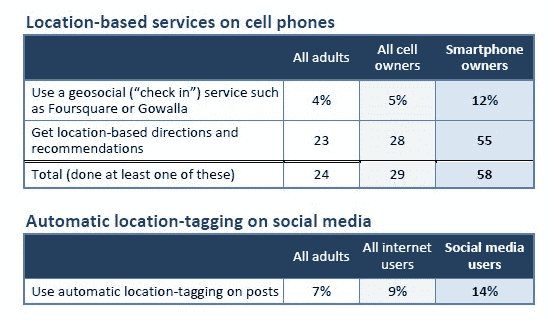 Location-based services on cell phones
All adults All cell owners Smartphone owners
Use a geosocial (“check in”) service such
as Foursquare or Gowalla 4% 5% 12%
Get location-based directions and
recommendations 23 28 55
Total (done at least one of these) 24 29 58
Automatic location-tagging on social media
All adults All internet users Social media users
Use automatic location-tagging on posts 7% 9% 14%